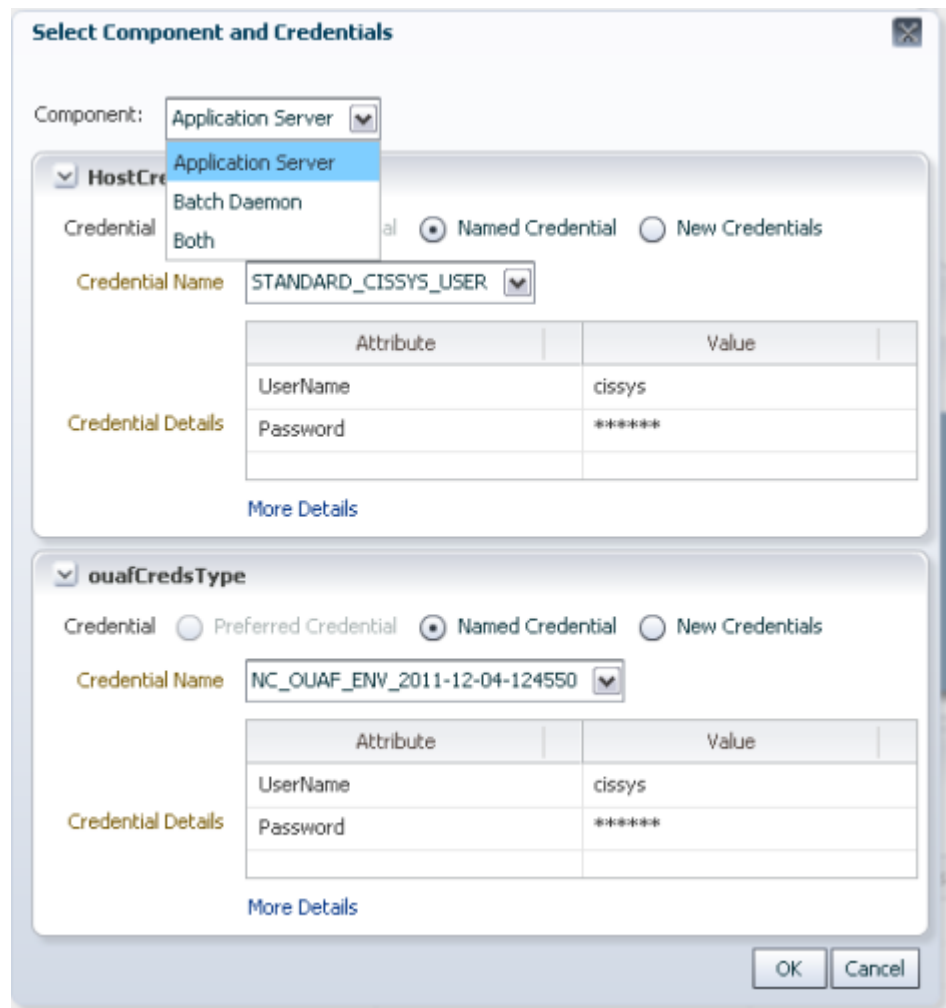 Select Component and Credentials
Component: Application Server
Application Server
Batch Daemon
Both
HostCre
Credential al Named Credential New Credentials
Credential Name STANDARD_CISSYS_USER
Attribute Value
UserName cissys
Credential Details
Password ******
More Details
ouafCredsType
Credential Preferred Credential Named Credential New Credentials
Credential Name NC_OUAF_ENV_2011-12-04-124550
Attribute Value
UserName cissys
Credential Details
Password ******
More Details
OK Cancel